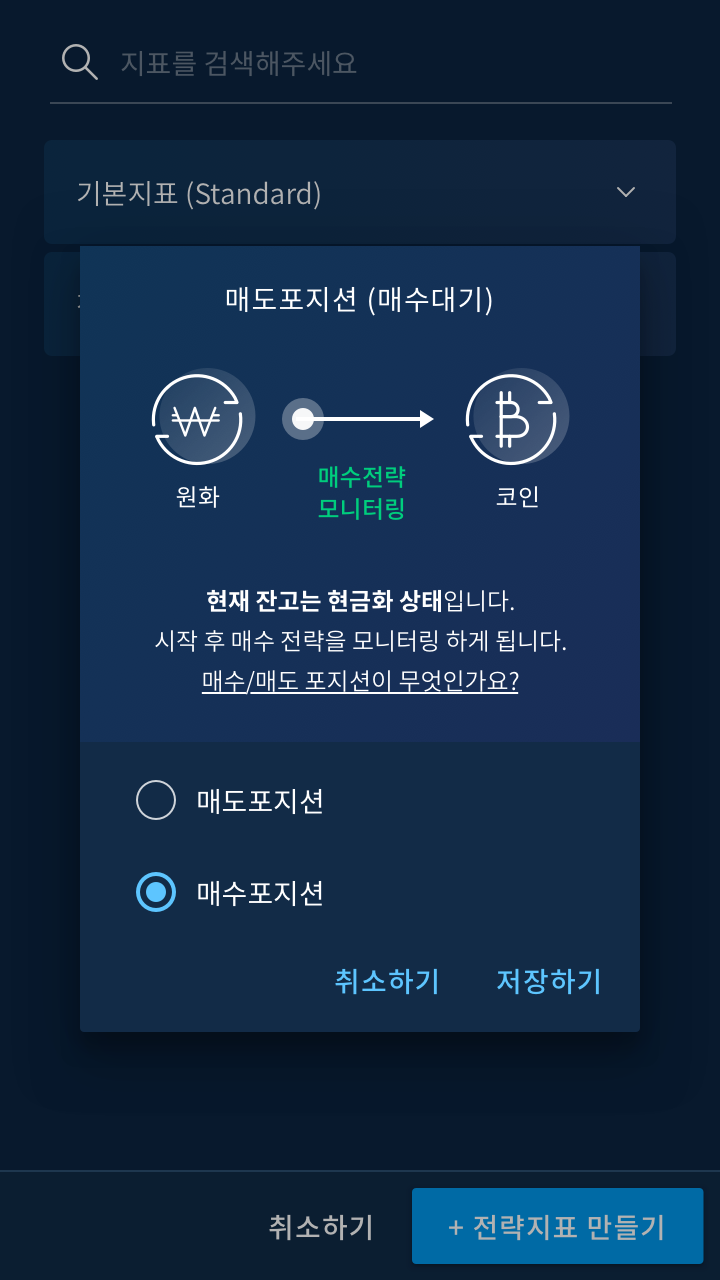 지표를 검색해주세요
기본지표 (Standard)
매도포지션 (매수대기)
원화
매수전략
모니터링
코인
현재 잔고는 현금화 상태입니다.
시작 후 매수 전략을 모니터링 하게 됩니다.
매수/매도 포지션이 무엇인가요?
매도포지션
매수포지션
취소하기 저장하기
취소하기 + 전략지표 만들기